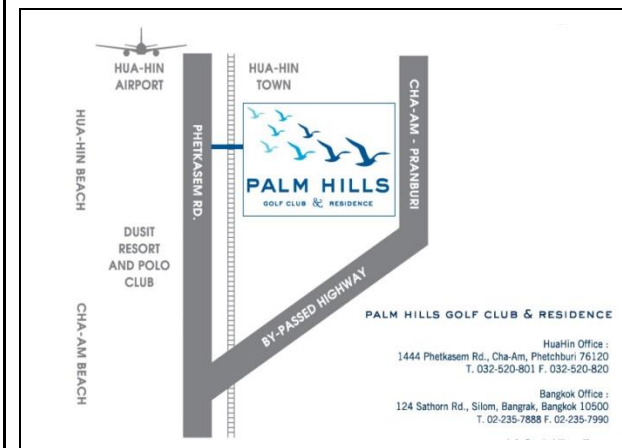 HUA-HIN
AIRPORT
HUA-HIN
TOWN
HUA-HIN BEACH
PHETKASEM RD.
CHA-AM - PRANBURI
PALM HILLS
GOLF CLUB & RESIDENCE
DUSIT
RESORT
AND POLO
CLUB
CHA-AM BEACH
BY-PASSED HIGHWAY
PALM HILLS GOLF CLUB & RESIDENCE
HuaHin Office :
1444 Phetkasem Rd., Cha-Am, Phetchburi 76120
T. 032-520-801 F. 032-520-820
Bangkok Office :
124 Sathorn Rd., Silom, Bangrak, Bangkok 10500
T. 02-235-7888 F. 02-235-7990